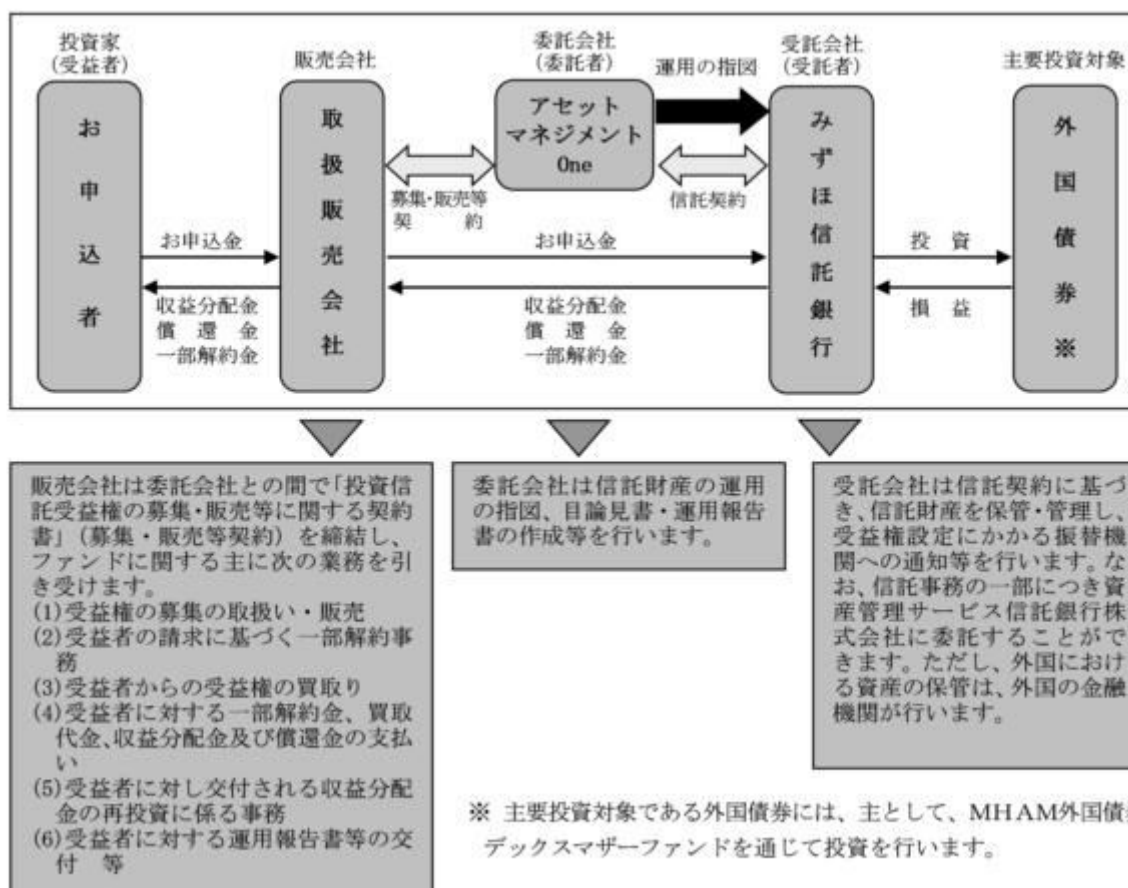 投資家
(受益者)
販売会社
委託会社
(委託者)
運用の指図
受託会社
(受託者)
主要投資対象
お申込者
取扱販売会社
アセット
マネジメント
One
みずほ信託銀行
外国債券※
募集・販売等
契 約
信託契約
お申込金
収益分配金
償 還 金
一部解約金
お申込金
収益分配金
償 還 金
一部解約金
投 資
損 益
販売会社は委託会社との間で「投資信
託受益権の募集・販売等に関する契約
書」(募集・販売等契約)を締結し、
ファンドに関する主に次の業務を引
き受けます。
(1)受益権の募集の取扱い・販売
(2)受益者の請求に基づく一部解約事
務
(3)受益者からの受益権の買取り
(4)受益者に対する一部解約金、買取
代金、収益分配金及び償還金の支払
い
(5)受益者に対し交付される収益分配
金の再投資に係る事務
(6)受益者に対する運用報告書等の交
付 等
委託会社は信託財産の運用
の指図、目論見書・運用報告
書の作成等を行います。
受託会社は信託契約に基づ
き、信託財産を保管・管理し、
受益権設定にかかる振替機
関への通知等を行います。な
お、信託事務の一部につき資
産管理サービス信託銀行株
式会社に委託することがで
きます。ただし、外国におけ
る資産の保管は、外国の金融
機関が行います。
※ 主要投資対象である外国債券には、主として、MHAM外国債
デックスマザーファンドを通じて投資を行います。